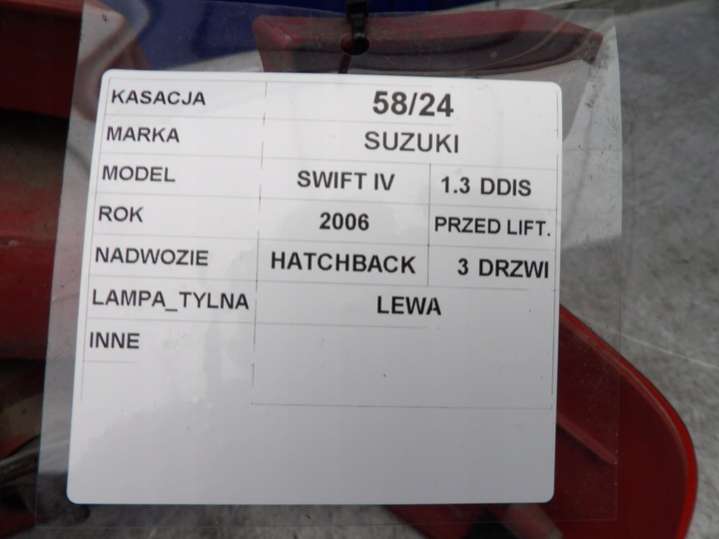 KASACJA 58/24
MARKA SUZUKI
MODEL SWIFT IV 1.3 DDIS
ROK 2006 PRZED LIFT.
NADWOZIE HATCHBACK 3 DRZWI
LAMPA_TYLNA LEWA
INNE